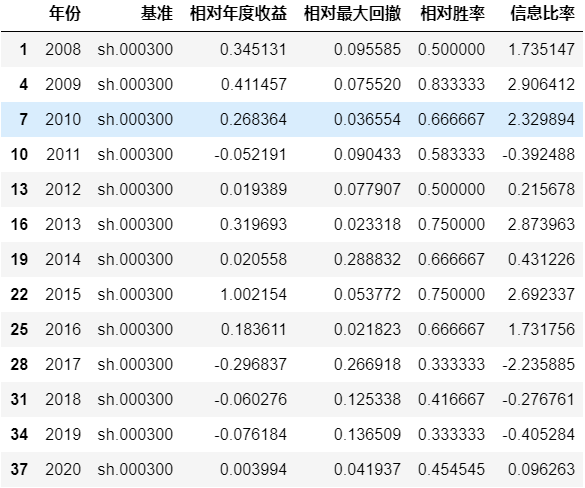 年份 基准 相对年度收益 相对最大回撤 相对胜率 信息比率
1 2008 sh.000300 0.345131 0.095585 0.500000 1.735147
4 2009 sh.000300 0.411457 0.075520 0.833333 2.906412
7 2010 sh.000300 0.268364 0.036554 0.666667 2.329894
10 2011 sh.000300 -0.052191 0.090433 0.583333 -0.392488
13 2012 sh.000300 0.019389 0.077907 0.500000 0.215678
16 2013 sh.000300 0.319693 0.023318 0.750000 2.873963
19 2014 sh.000300 0.020558 0.288832 0.666667 0.431226
22 2015 sh.000300 1.002154 0.053772 0.750000 2.692337
25 2016 sh.000300 0.183611 0.021823 0.666667 1.731756
28 2017 sh.000300 -0.296837 0.266918 0.333333 -2.235885
31 2018 sh.000300 -0.060276 0.125338 0.416667 -0.276761
34 2019 sh.000300 -0.076184 0.136509 0.333333 -0.405284
37 2020 sh.000300 0.003994 0.041937 0.454545 0.096263